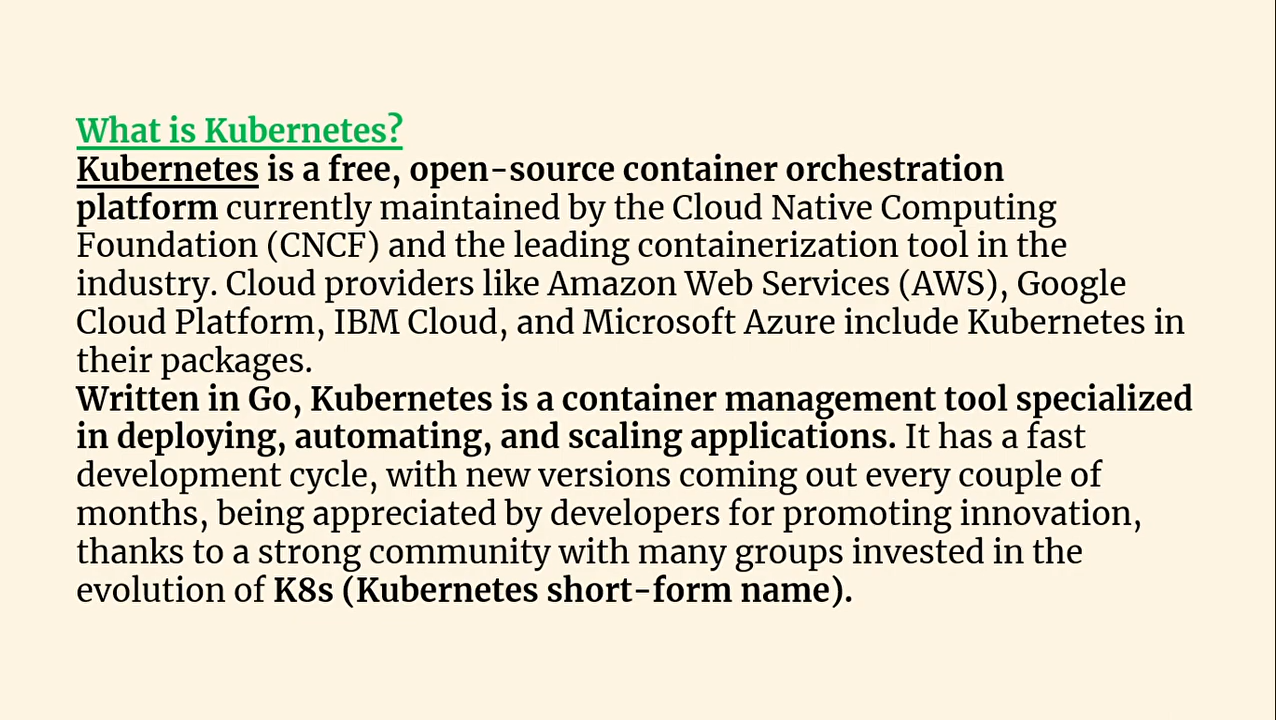 What is Kubernetes?
Kubernetes is a free, open-source container orchestration
platform currently maintained by the Cloud Native Computing
Foundation (CNCF) and the leading containerization tool in the
industry. Cloud providers like Amazon Web Services (AWS), Google
Cloud Platform, IBM Cloud, and Microsoft Azure include Kubernetes in
their packages.
Written in Go, Kubernetes is a container management tool specialized
in deploying, automating, and scaling applications. It has a fast
development cycle, with new versions coming out every couple of
months, being appreciated by developers for promoting innovation,
thanks to a strong community with many groups invested in the
evolution of K8s (Kubernetes short-form name).